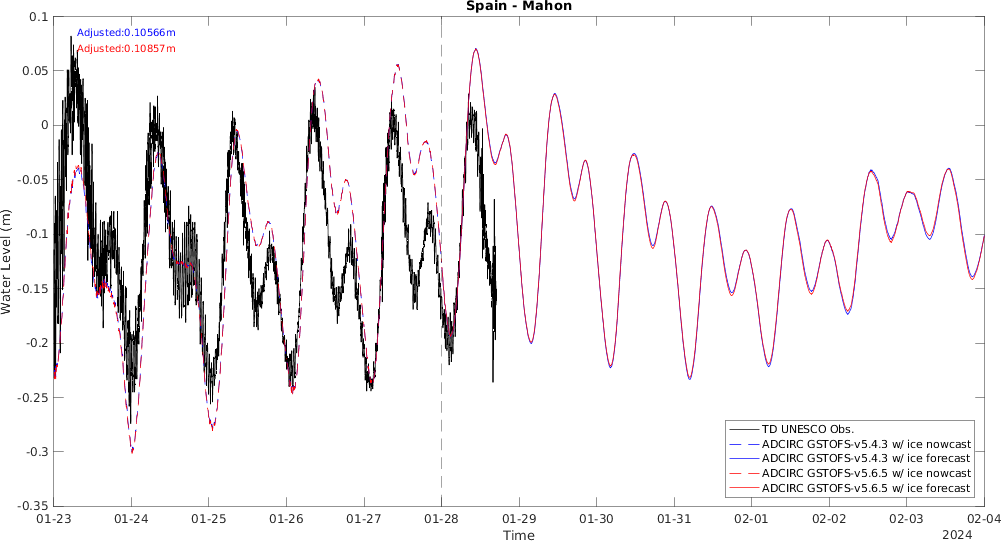 Spain - Mahon
Adjusted:0.10566m
Adjusted:0.10857m
Water Level (m)
0.1
0.05
0
-0.05
-0.1
-0.15
-0.2
-0.25
-0.3
-0.35
TD UNESCO Obs.
ADCIRC GSTOFS-v5.4.3 w/ ice nowcast
ADCIRC GSTOFS-v5.4.3 w/ ice forecast
ADCIRC GSTOFS-v5.6.5 w/ ice nowcast
ADCIRC GSTOFS-v5.6.5 w/ ice forecast
01-23 01-24 01-25 01-26 01-27 01-28 01-29 01-30 01-31 02-01 02-02 02-03 02-04
Time
2024